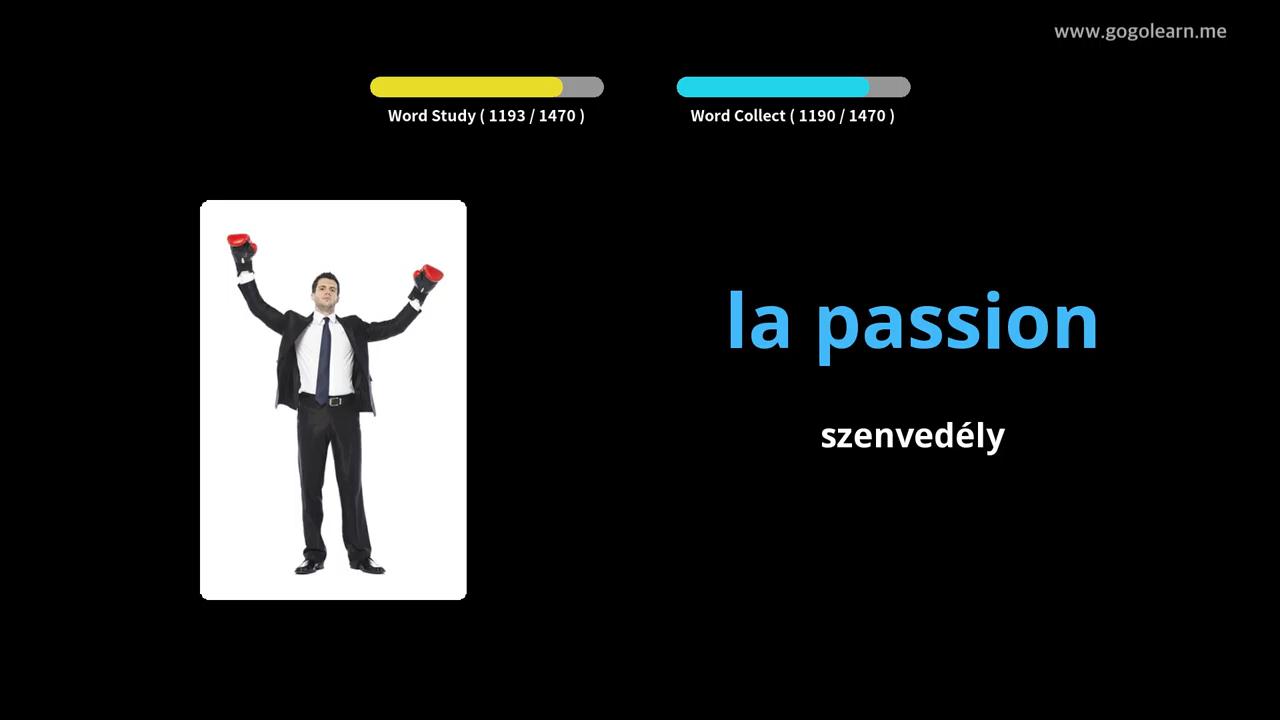 www.gogolearn.me
Word Study ( 1193 / 1470 )
Word Collect ( 1190 / 1470 )
la passion
szenvedély